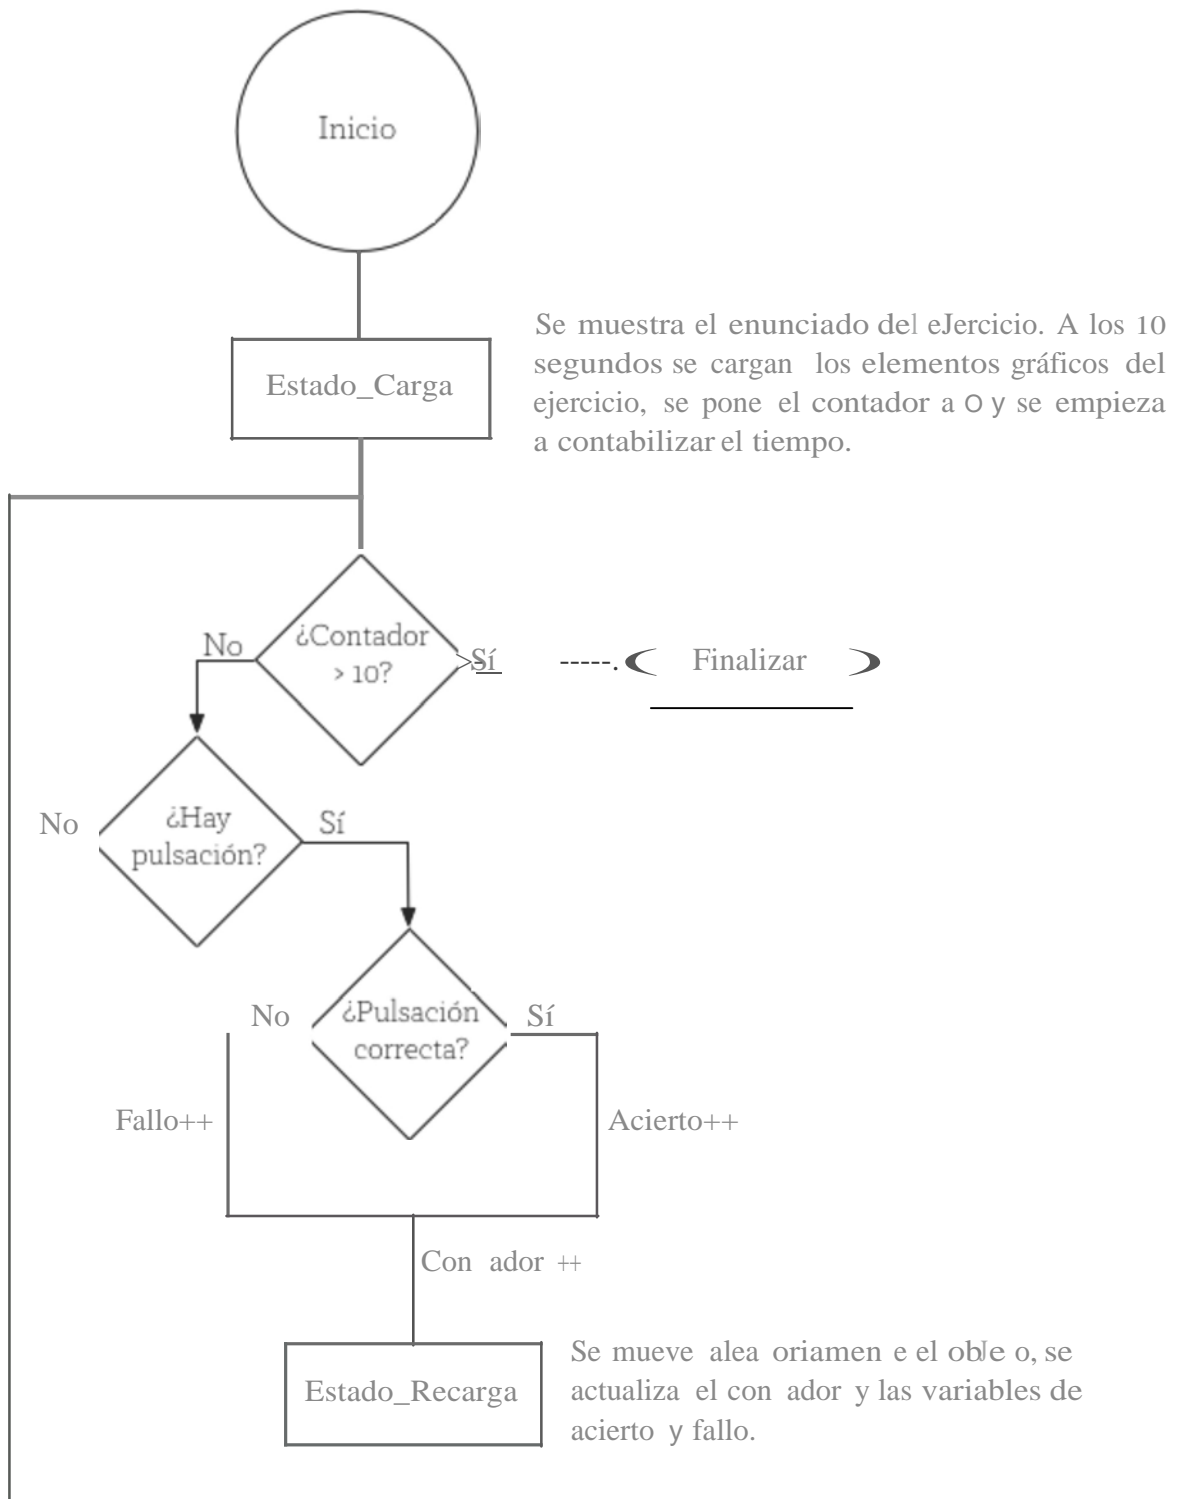 Inicio
Se muestra el enunciado del eJercicio. A los 10
segundos se cargan los elementos gráficos del
ejercicio, se pone el contador a O y se empieza
a contabilizar el tiempo.
Estado_Carga
¿Contador
> 10?
No
Sí
-----.
Finalizar
¿Hay
pulsación?
No
Sí
¿Pulsación
correcta?
No
Sí
Fallo++
Acierto++
Con ador ++
Estado_Recarga
Se mueve alea oriamen e el obJe o, se
actualiza el con ador y las variables de
acierto y fallo.